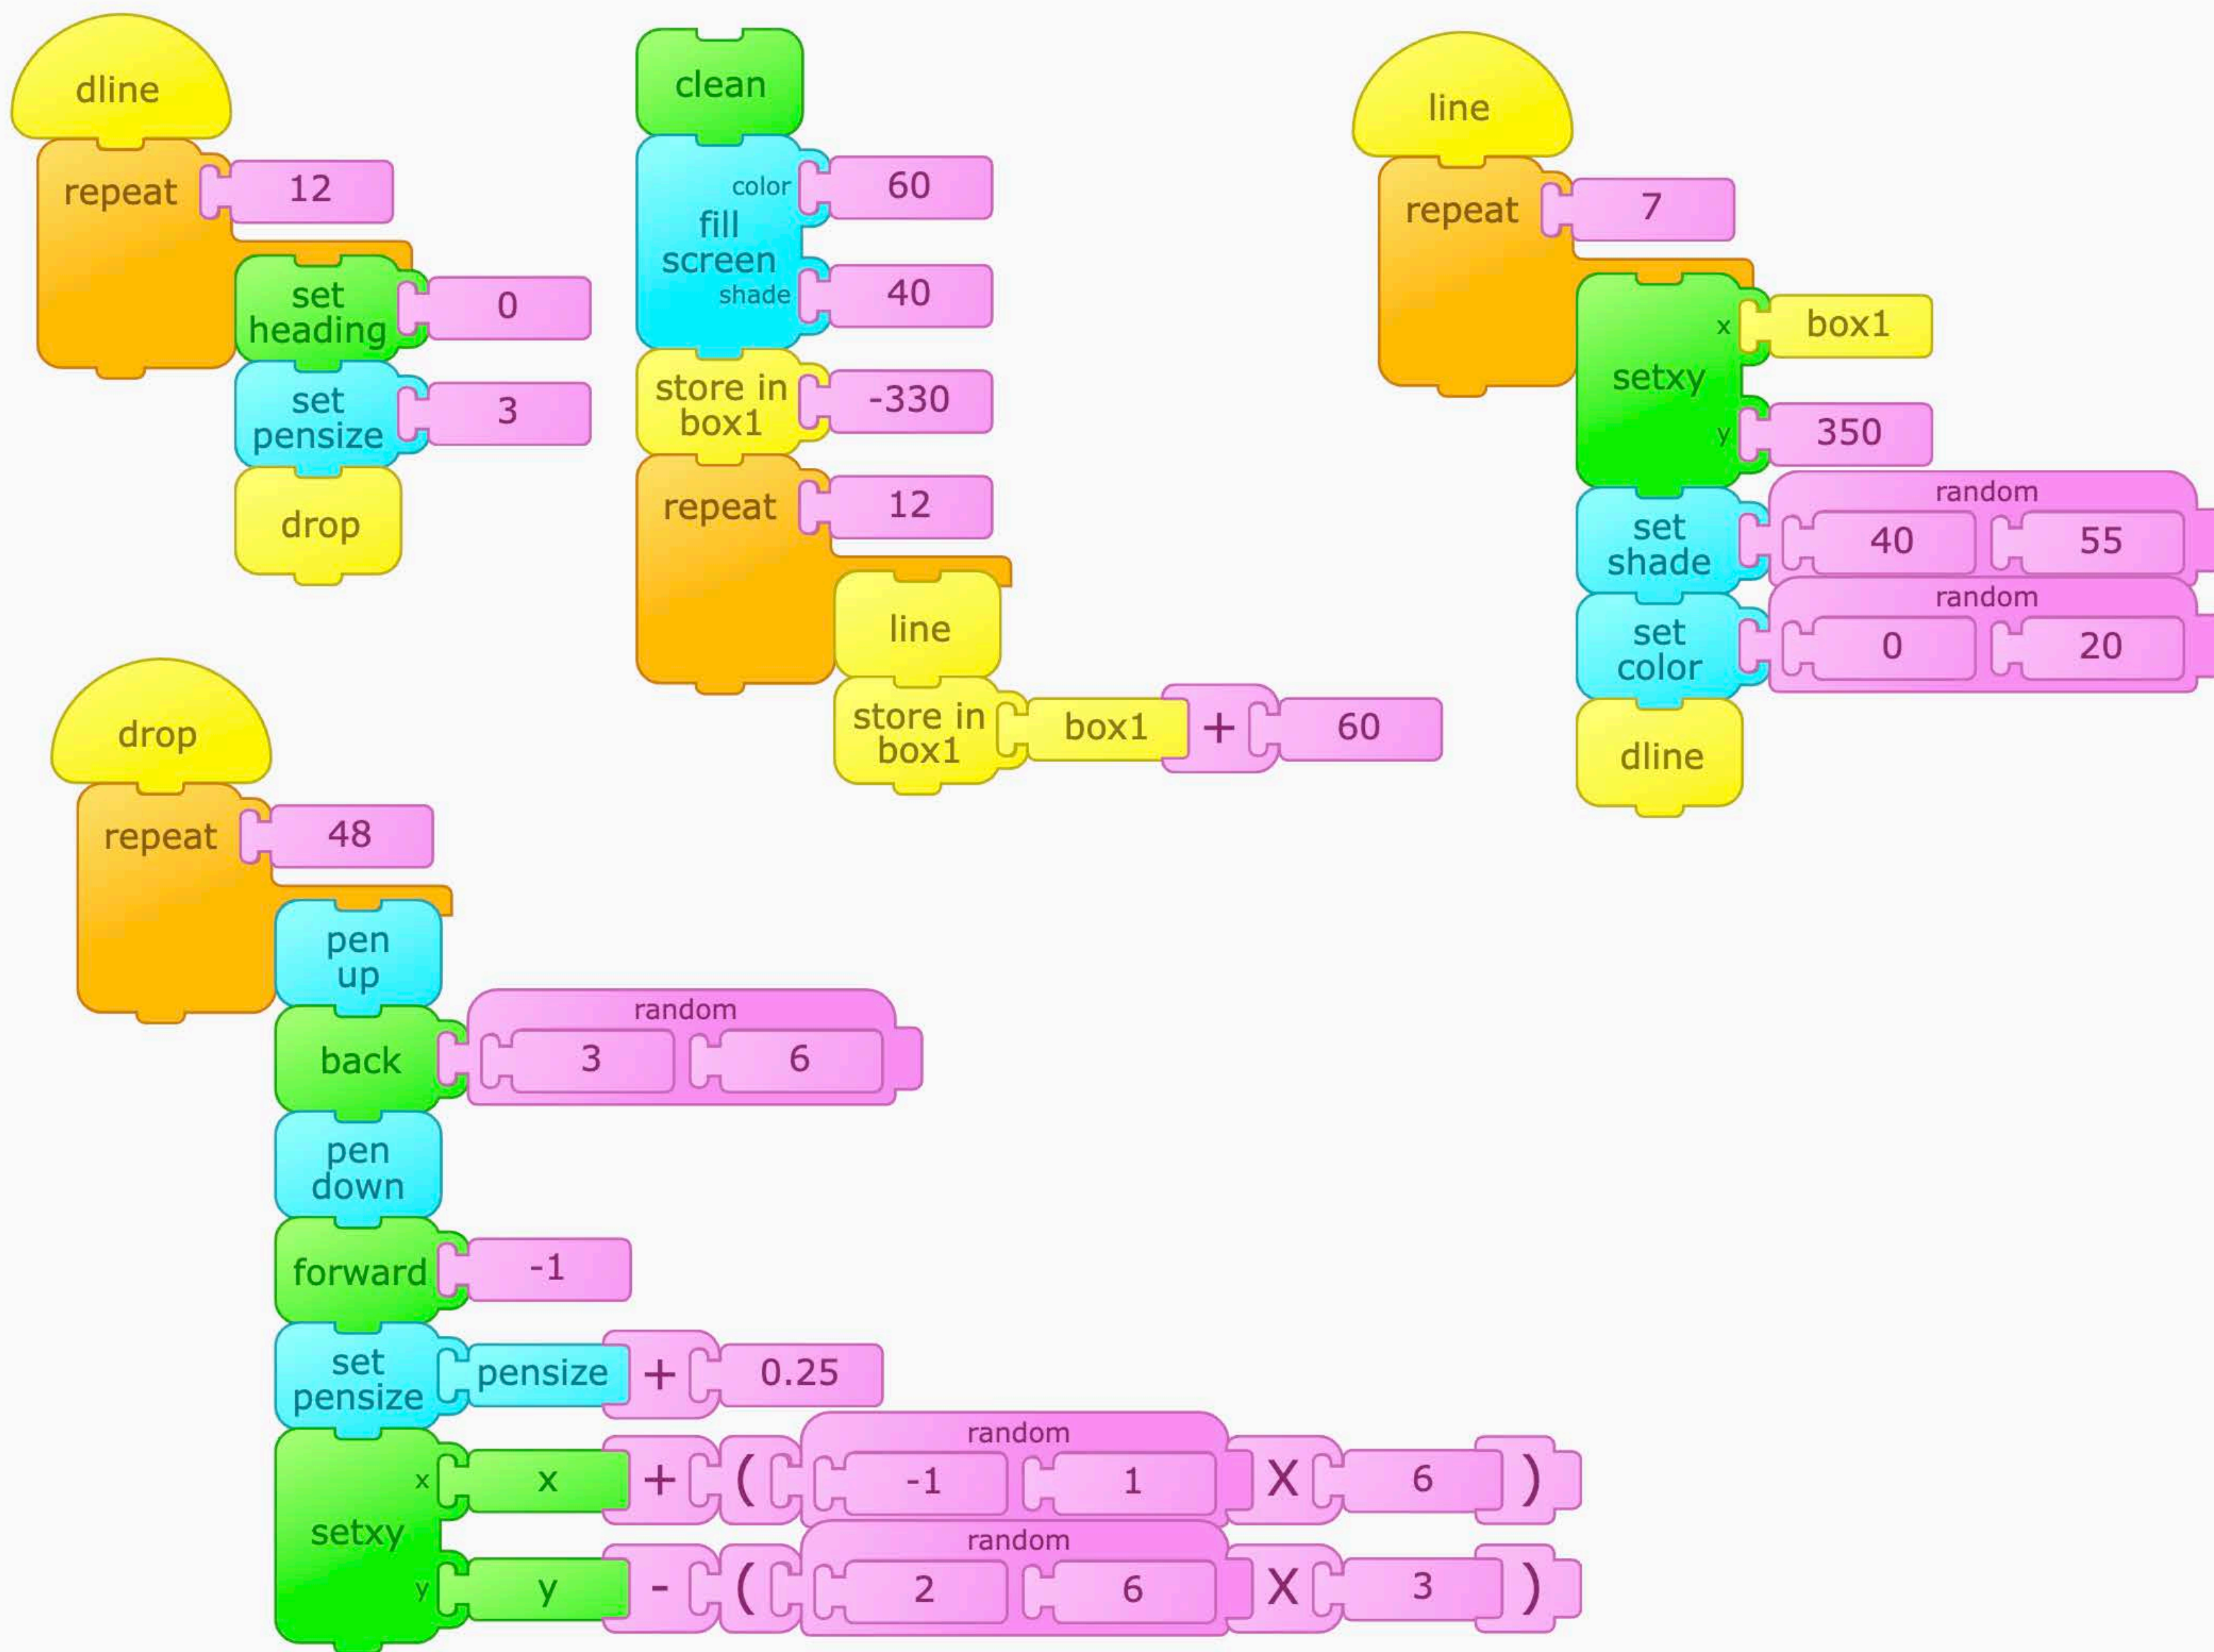 dline
repeat 12
set heading 0
set pensize 3
drop
clean
fill screen color 60 shade 40
store in box1 -330
repeat 12
line
store in box1 box1 + 60
line
repeat 7
setxy x box1 y 350
set shade random 40 55
set color random 0 20
dline
drop
repeat 48
pen up
back random 3 6
pen down
forward -1
set pensize pensize + 0.25
setxy x x + ( random -1 1 X 6 )
y y - ( random 2 6 X 3 )